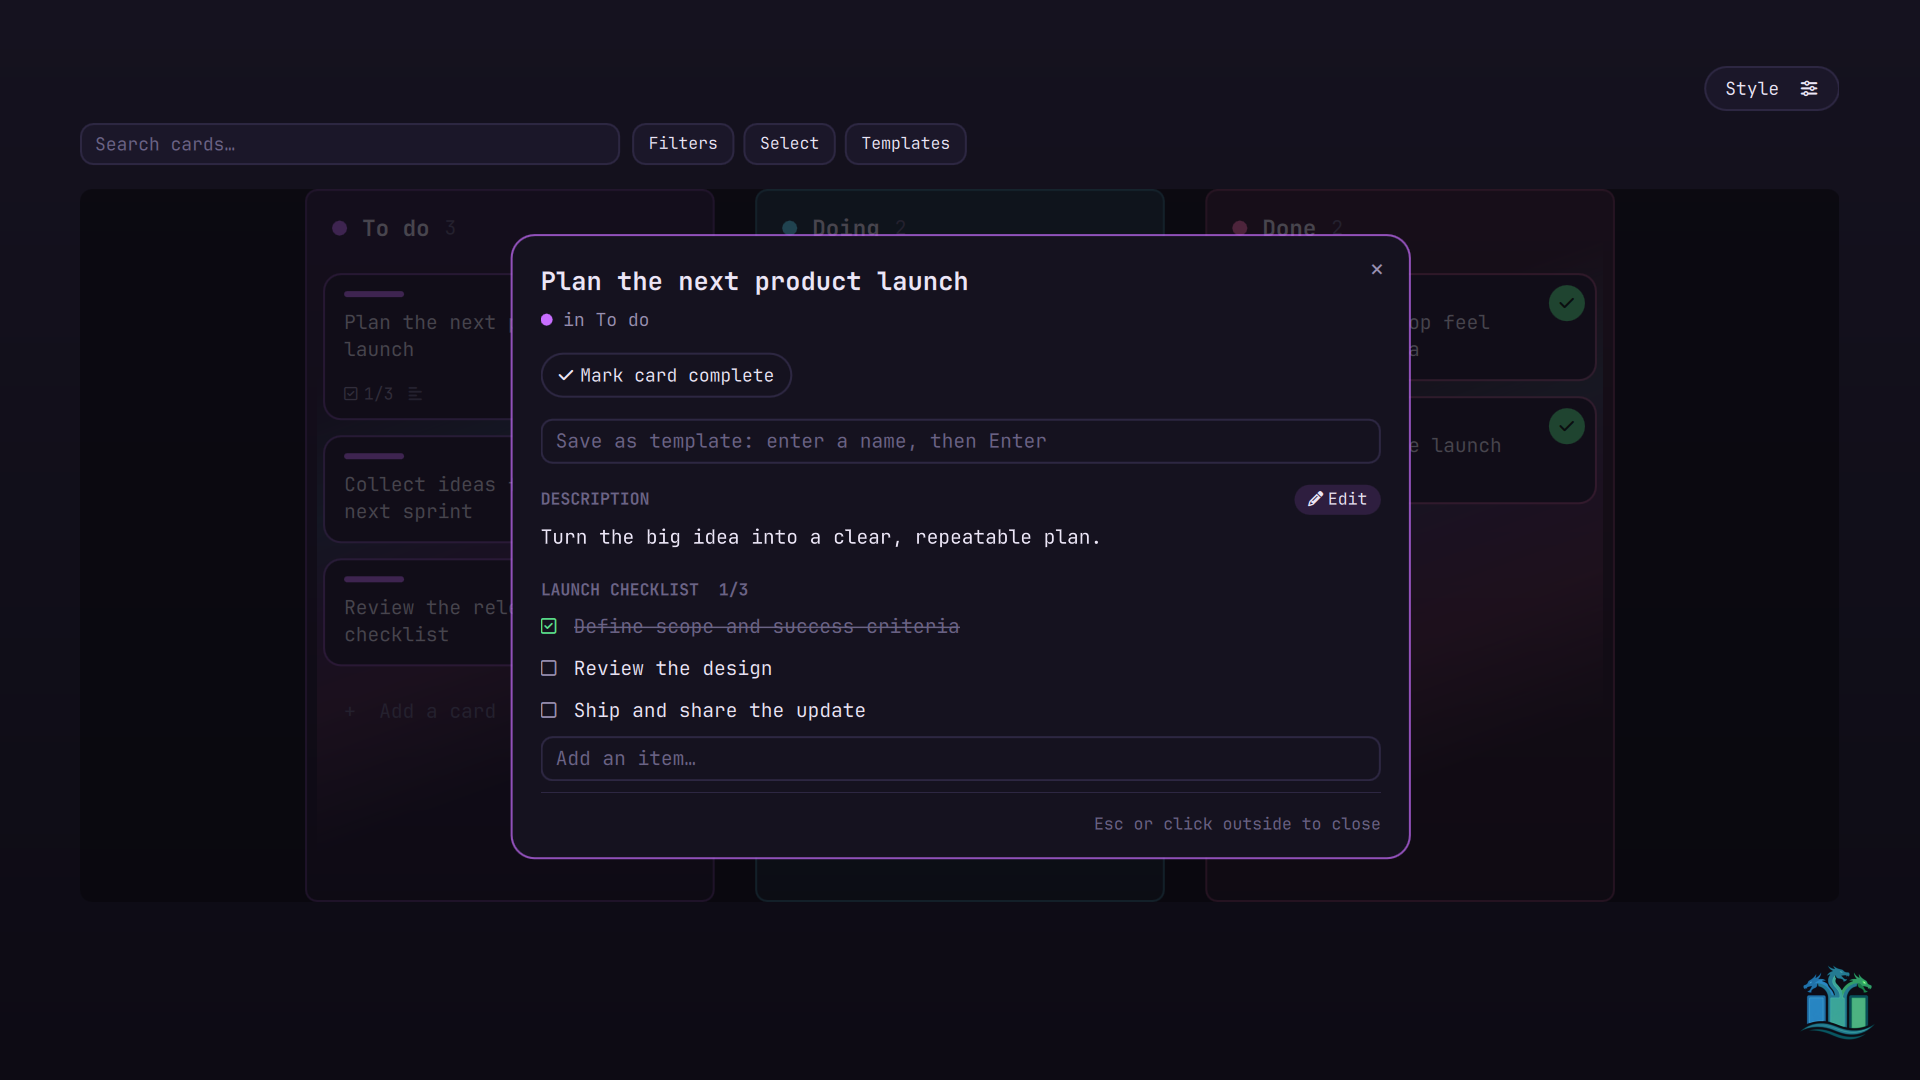 Style
Search cards…
Filters
Select
Templates
To do 3
Doing 2
Done 2
Plan the next
launch
1/3
Collect ideas
next sprint
Review the
checklist
+ Add a card
Plan the next product launch
×
in To do
Mark card complete
Save as template: enter a name, then Enter
DESCRIPTION
Edit
Turn the big idea into a clear, repeatable plan.
LAUNCH CHECKLIST 1/3
Define scope and success criteria
Review the design
Ship and share the update
Add an item…
Esc or click outside to close
feel
launch